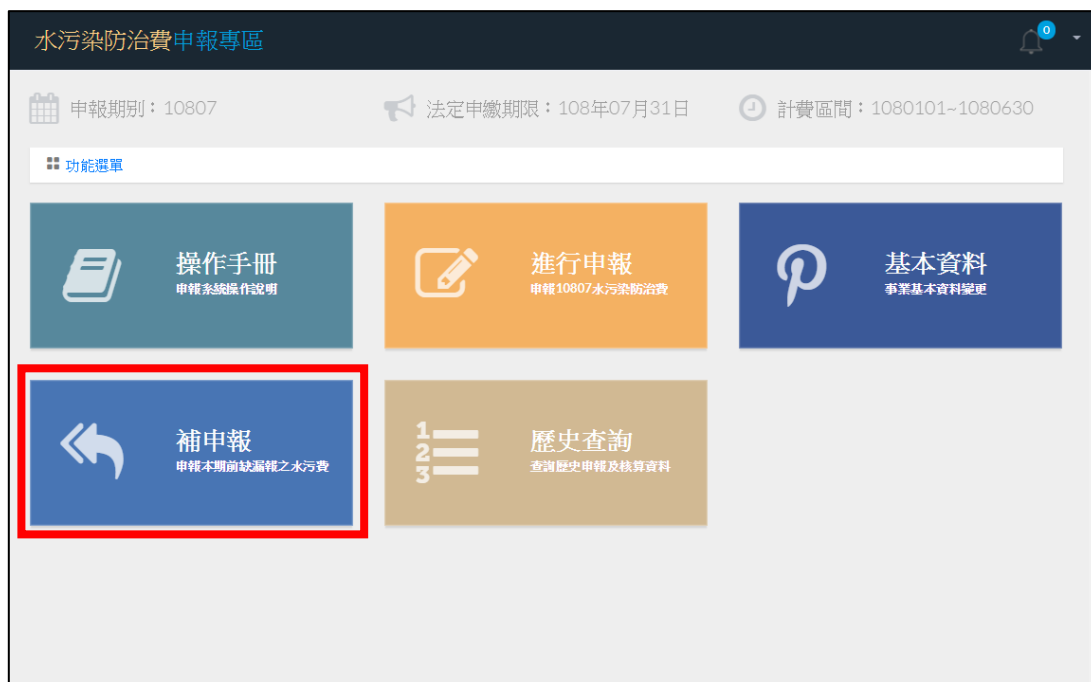 水污染防治費申報專區
0
申報期別：10807
法定申繳期限：108年07月31日
計費區間：1080101~1080630
功能選單
操作手冊
申報系統操作說明
進行申報
申報10807水污染防治費
基本資料
事業基本資料變更
補申報
申報本期前缺漏報之水污費
1
2
3
歷史查詢
查詢歷史申報及核算資料